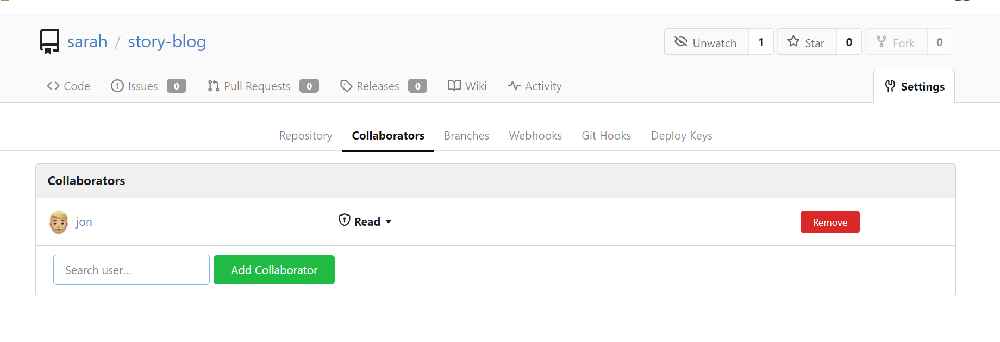 sarah / story-blog
Unwatch 1 Star 0 Fork 0
Code Issues 0 Pull Requests 0 Releases 0 Wiki Activity Settings
Repository Collaborators Branches Webhooks Git Hooks Deploy Keys
Collaborators
jon Read Remove
Search user... Add Collaborator